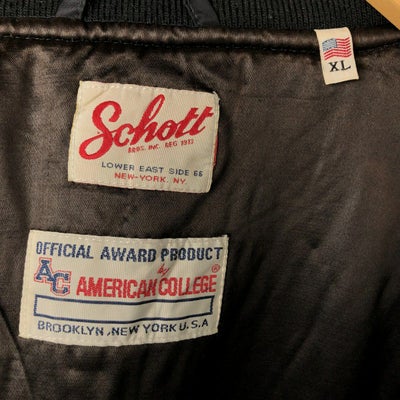 XL
Schott
BROS. INC. REG 1913
LOWER EAST SIDE 66
NEW-YORK. NY
OFFICIAL AWARD PRODUCT
by
AC AMERICAN COLLEGE ®
BROOKLYN, NEW YORK U.S.A